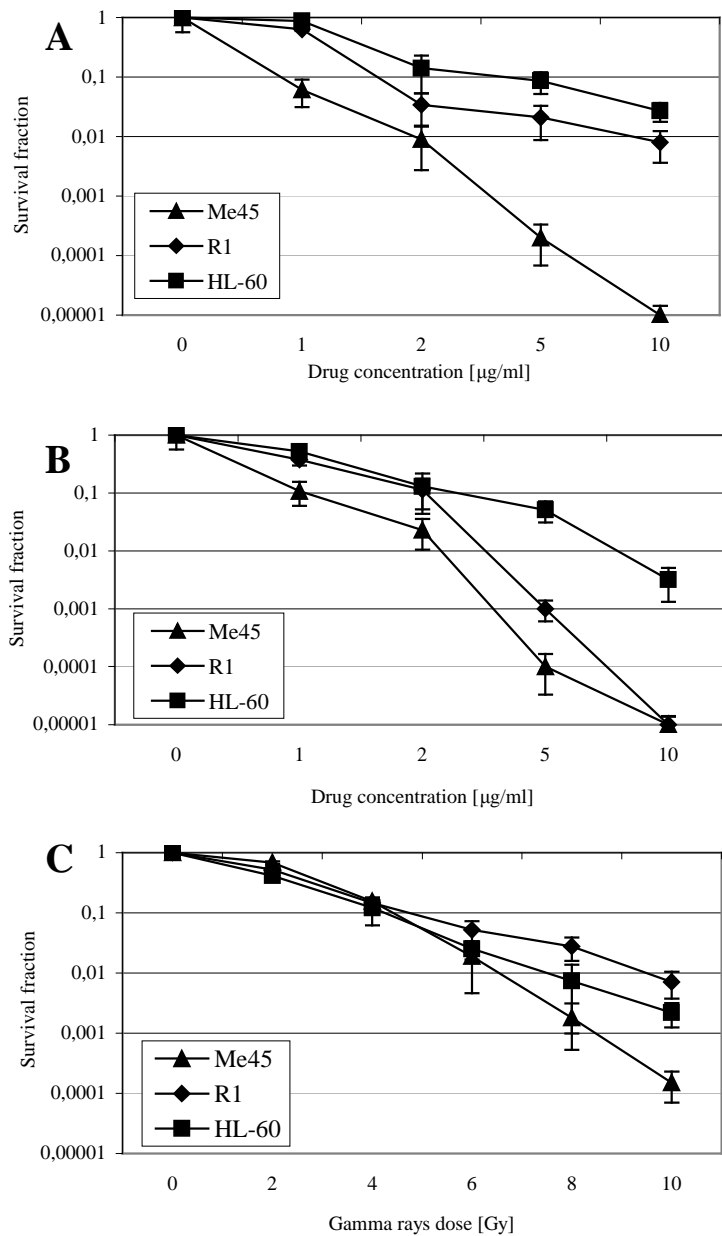 A
Survival fraction
1
0,1
0,01
0,001
0,0001
0,00001
Me45
R1
HL-60
0 1 2 5 10
Drug concentration [µg/ml]
B
Survival fraction
1
0,1
0,01
0,001
0,0001
0,00001
Me45
R1
HL-60
0 1 2 5 10
Drug concentration [µg/ml]
C
Survival fraction
1
0,1
0,01
0,001
0,0001
0,00001
Me45
R1
HL-60
0 2 4 6 8 10
Gamma rays dose [Gy]